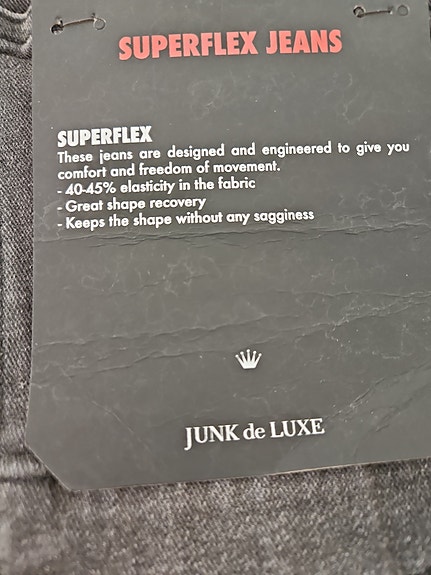 SUPERFLEX JEANS
SUPERFLEX
These jeans are designed and engineered to give you
comfort and freedom of movement.
- 40-45% elasticity in the fabric
- Great shape recovery
- Keeps the shape without any sagginess
JUNK de LUXE